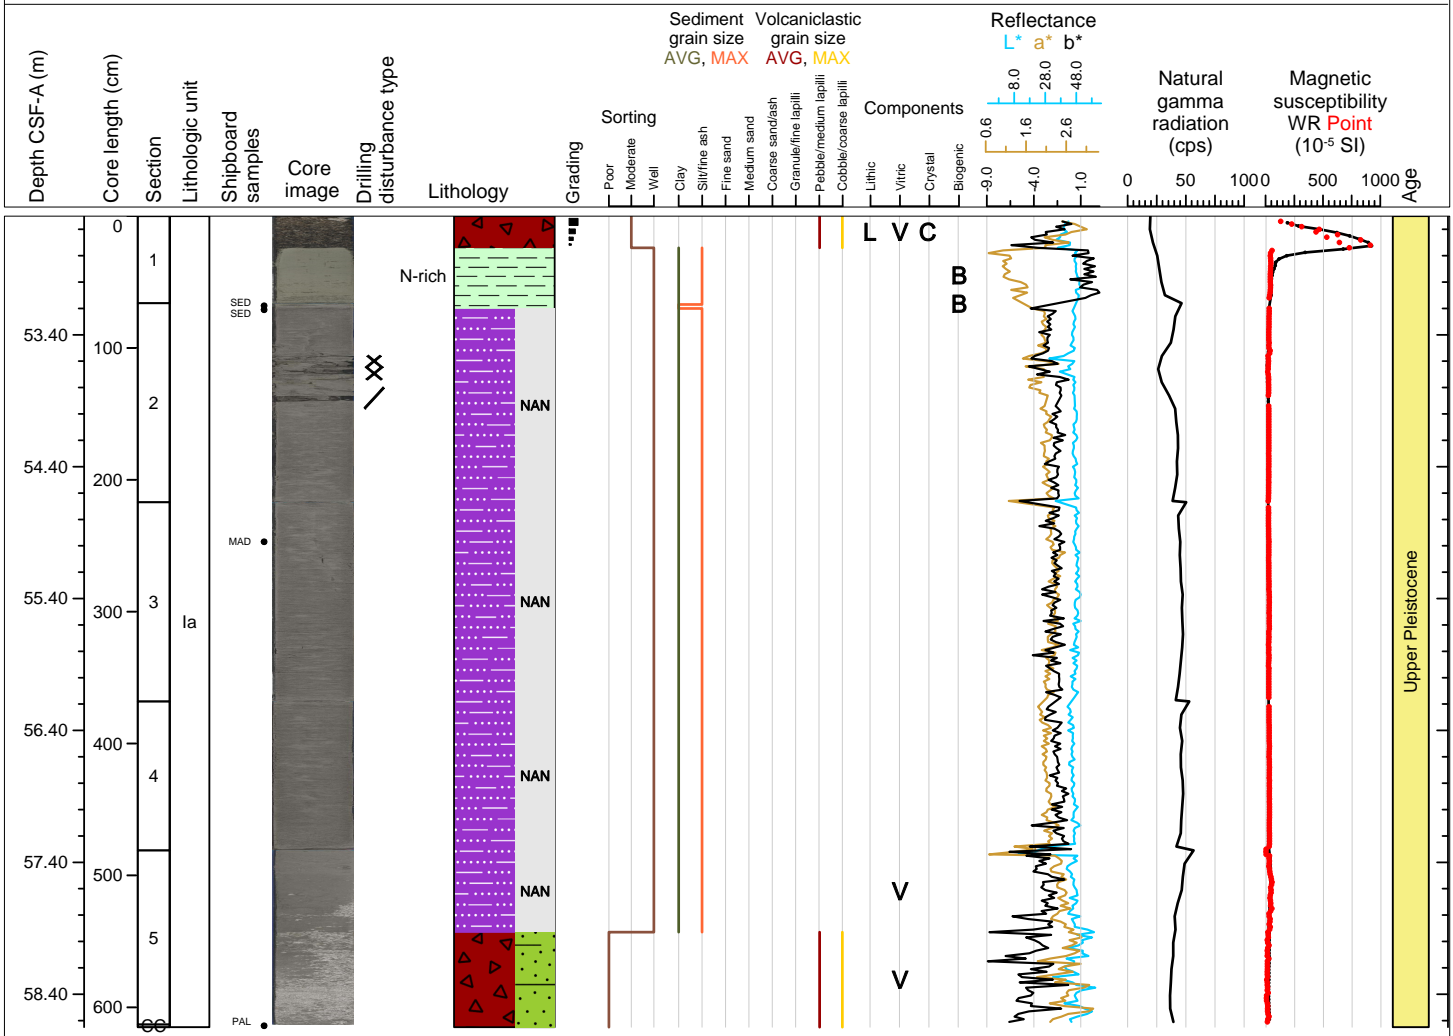 Sediment
grain size
AVG, MAX
Volcaniclastic
grain size
AVG, MAX
Reflectance
L* a* b*
8.0 28.0 48.0
0.6 1.6 2.6
-9.0 -4.0 1.0
Depth CSF-A (m)
Core length (cm)
Section
Lithologic unit
Shipboard
samples
Core
image
Drilling
disturbance type
Lithology
Grading
Sorting
Poor
Moderate
Well
Clay
Silt/fine ash
Fine sand
Medium sand
Coarse sand/ash
Granule/fine lapilli
Pebble/medium lapilli
Cobble/coarse lapilli
Components
Lithic
Vitric
Crystal
Biogenic
Natural
gamma
radiation
(cps)
0 50 100
Magnetic
susceptibility
WR Point
(10-5 SI)
0 500 1000
Age
0
L V C
1
N-rich
B
SED
B
SED
53.40
100
2
NAN
54.40
200
MAD
55.40
300
3
NAN
Ia
Upper Pleistocene
56.40
400
4
NAN
57.40
500
NAN
V
5
V
58.40
600
PAL
CC